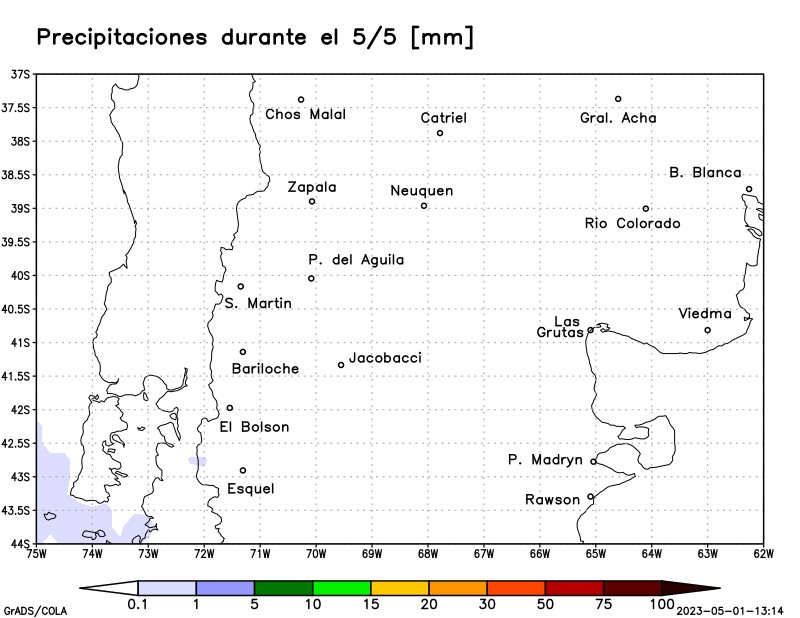 Precipitaciones durante el 5/5 [mm]
37S
37.5S
38S
38.5S
39S
39.5S
40S
40.5S
41S
41.5S
42S
42.5S
43S
43.5S
44S
Chos Malal
Catriel
Gral. Acha
B. Blanca
Zapala
Neuquen
Rio Colorado
P. del Aguila
S. Martin
Viedma
Las
Grutas
Jacobacci
Bariloche
El Bolson
P. Madryn
Esquel
Rawson
75W 74W 73W 72W 71W 70W 69W 68W 67W 66W 65W 64W 63W 62W
0.1 1 5 10 15 20 30 50 75 100
GrADS/COLA
2023-05-01-13:14